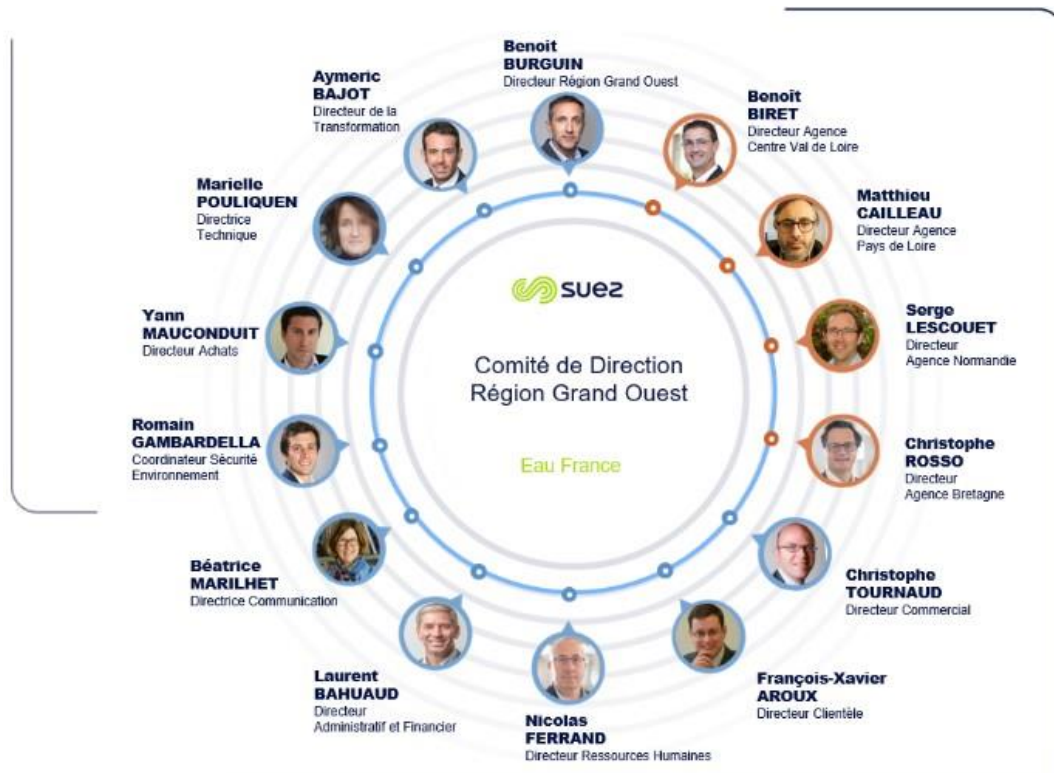 Benoit
BURGUIN
Directeur Région Grand Ouest
Benoît
BIRET
Directeur Agence
Centre Val de Loire
Matthieu
CAILLEAU
Directeur Agence
Pays de Loire
Serge
LESCOUET
Directeur
Agence Normandie
Christophe
ROSSO
Directeur
Agence Bretagne
Christophe
TOURNAUD
Directeur Commercial
François-Xavier
AROUX
Directeur Clientèle
Nicolas
FERRAND
Directeur Ressources Humaines
Laurent
BAHUAUD
Directeur
Administratif et Financier
Béatrice
MARILHET
Directrice Communication
Romain
GAMBARDELLA
Coordinateur Sécurité
Environnement
Yann
MAUCONDUIT
Directeur Achats
Marielle
POULIQUEN
Directrice
Technique
Aymeric
BAJOT
Directeur de la
Transformation
suez
Comité de Direction
Région Grand Ouest
Eau France